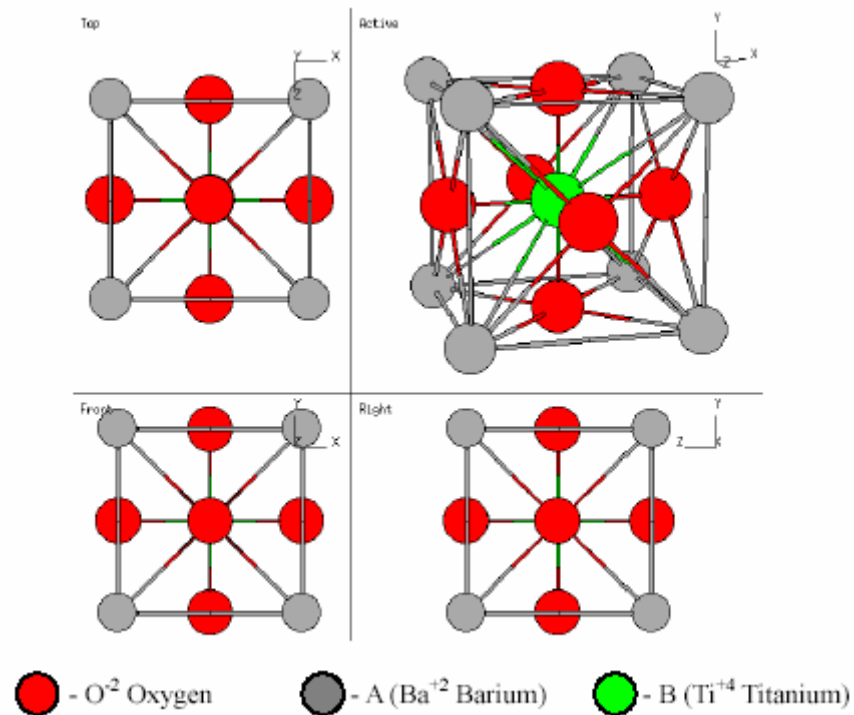 Top
Y
X
Z
Active
Y
X
Z
Front
Y
Z
X
Right
Y
Z
X
- O⁻² Oxygen
- A (Ba⁺² Barium)
- B (Ti⁺⁴ Titanium)